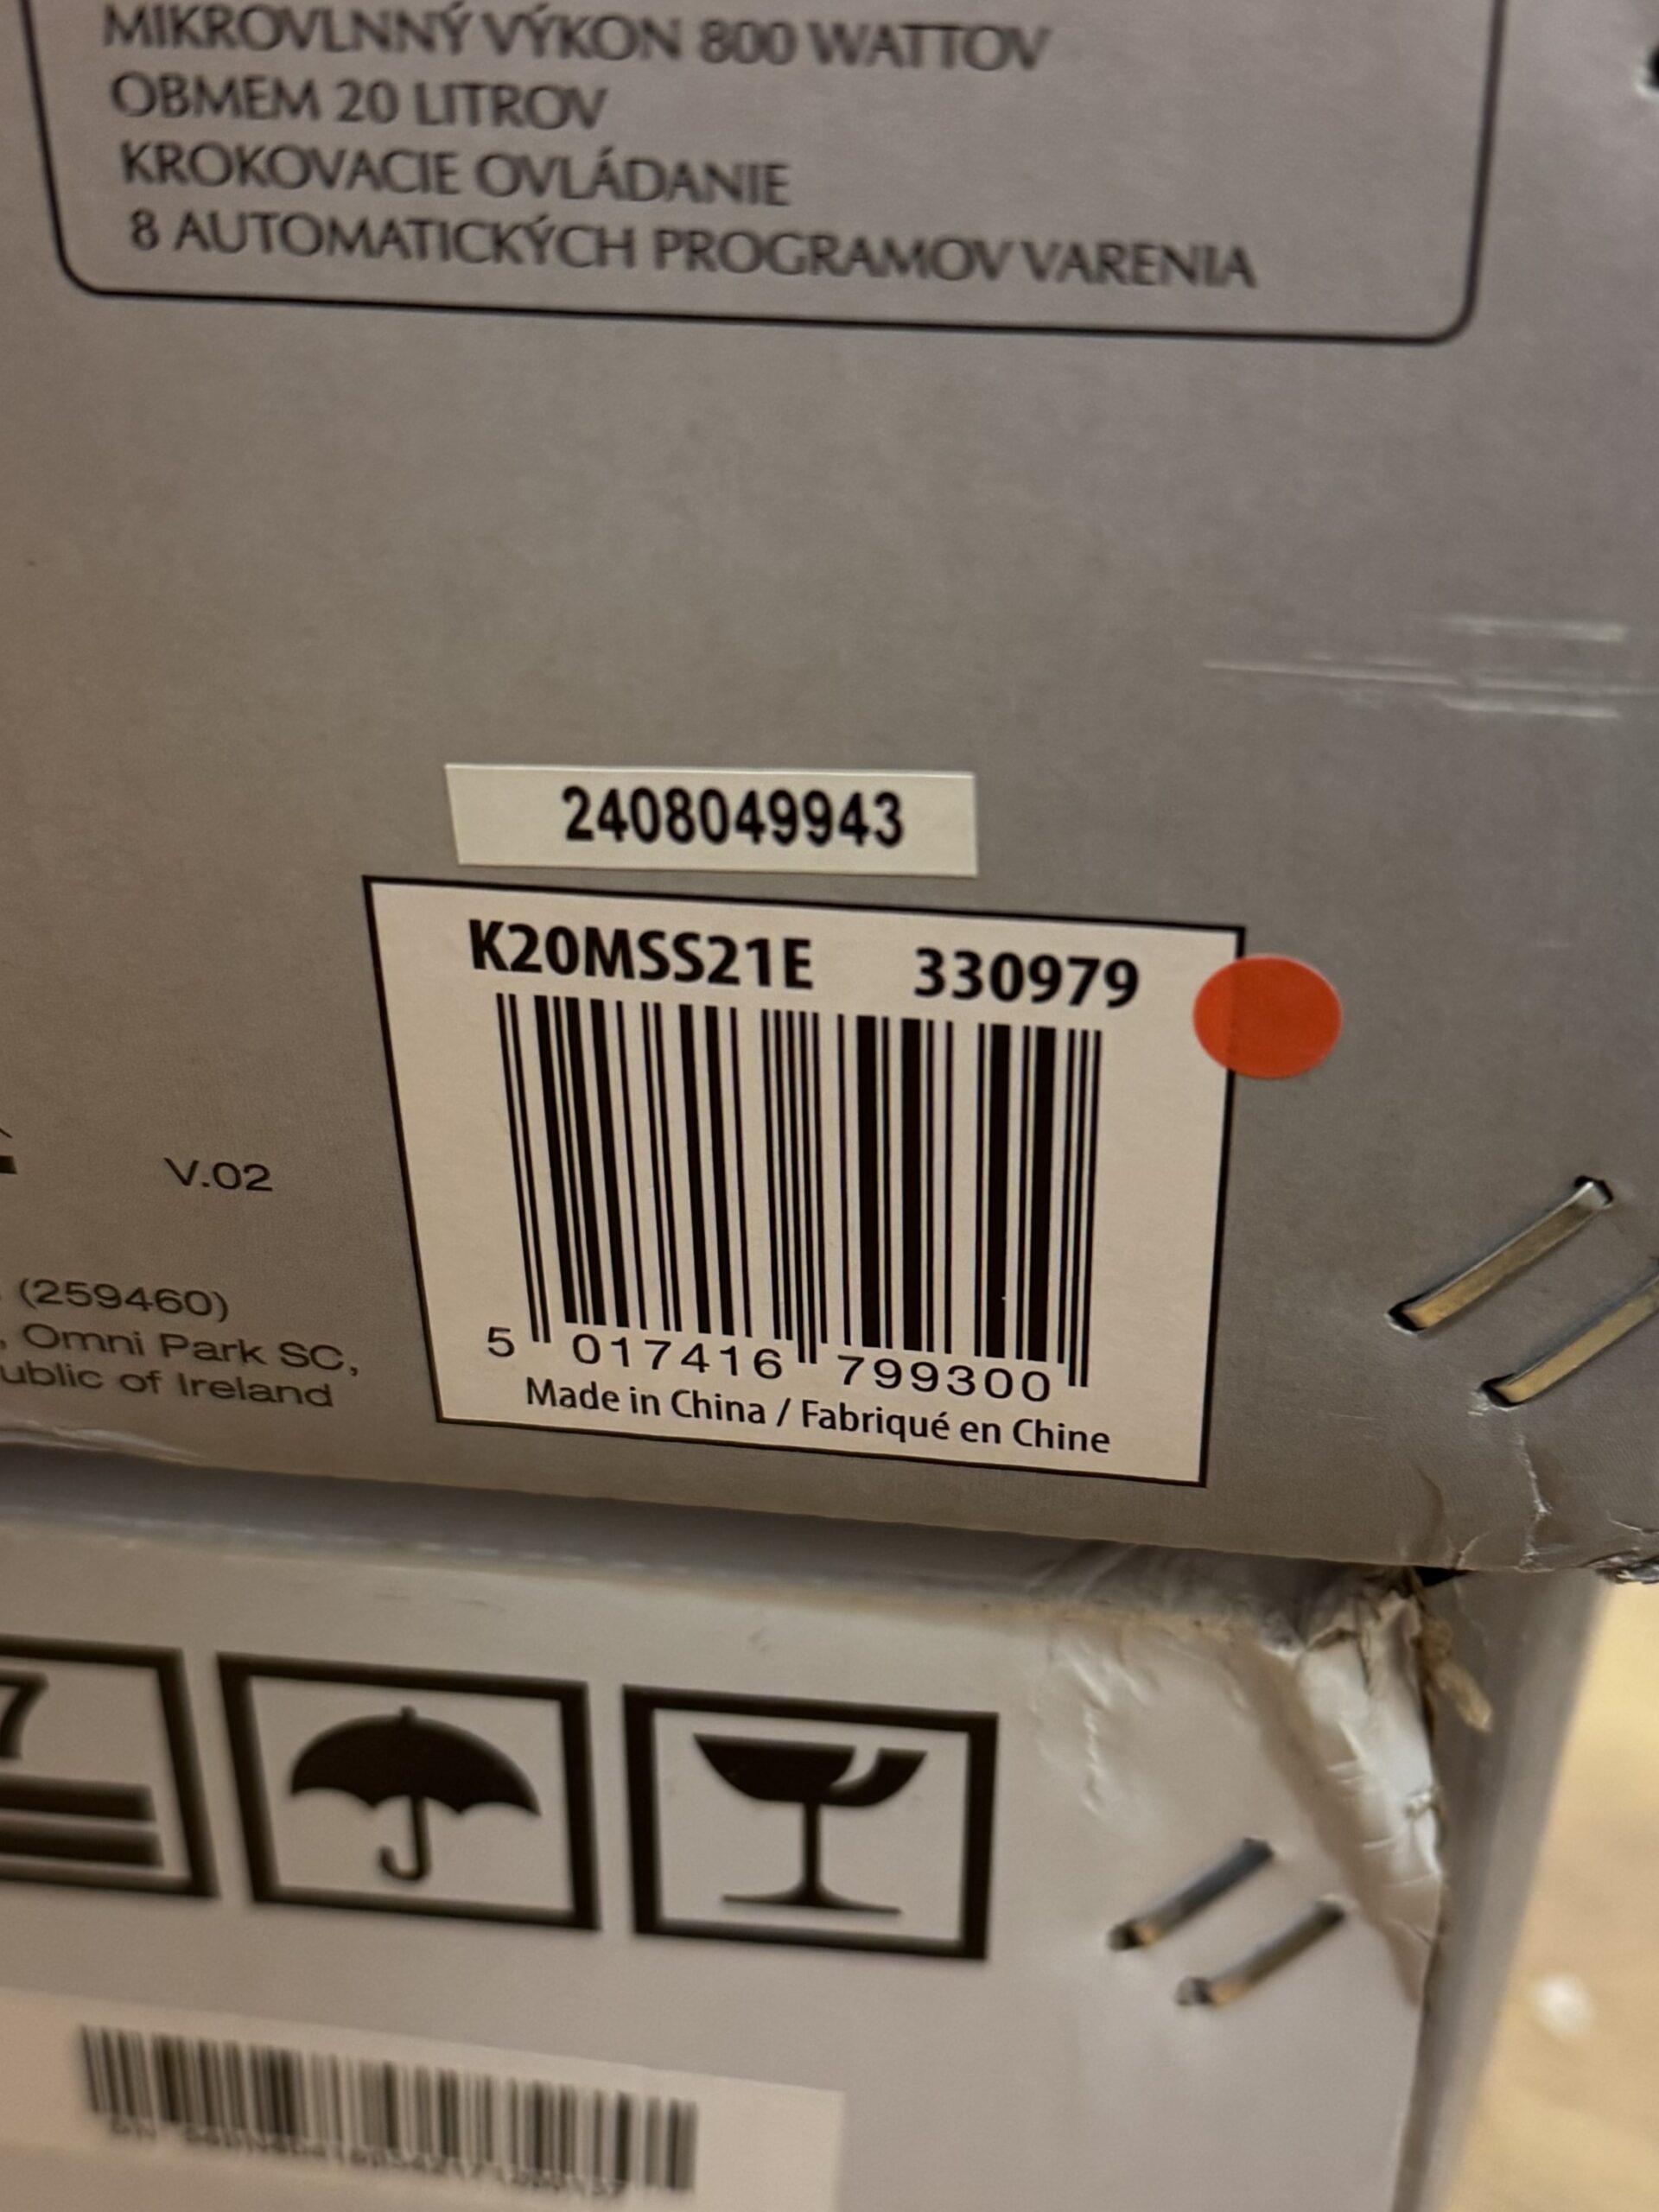 MIKROVLNNÝ VÝKON 800 WATTOV
OBMEM 20 LITROV
KROKOVACIE OVLÁDANIE
8 AUTOMATICKÝCH PROGRAMOV VARENIA
2408049943
K20MSS21E 330979
5 017416 799300
Made in China / Fabriqué en Chine
V.02
(259460)
, Omni Park SC,
ublic of Ireland
7